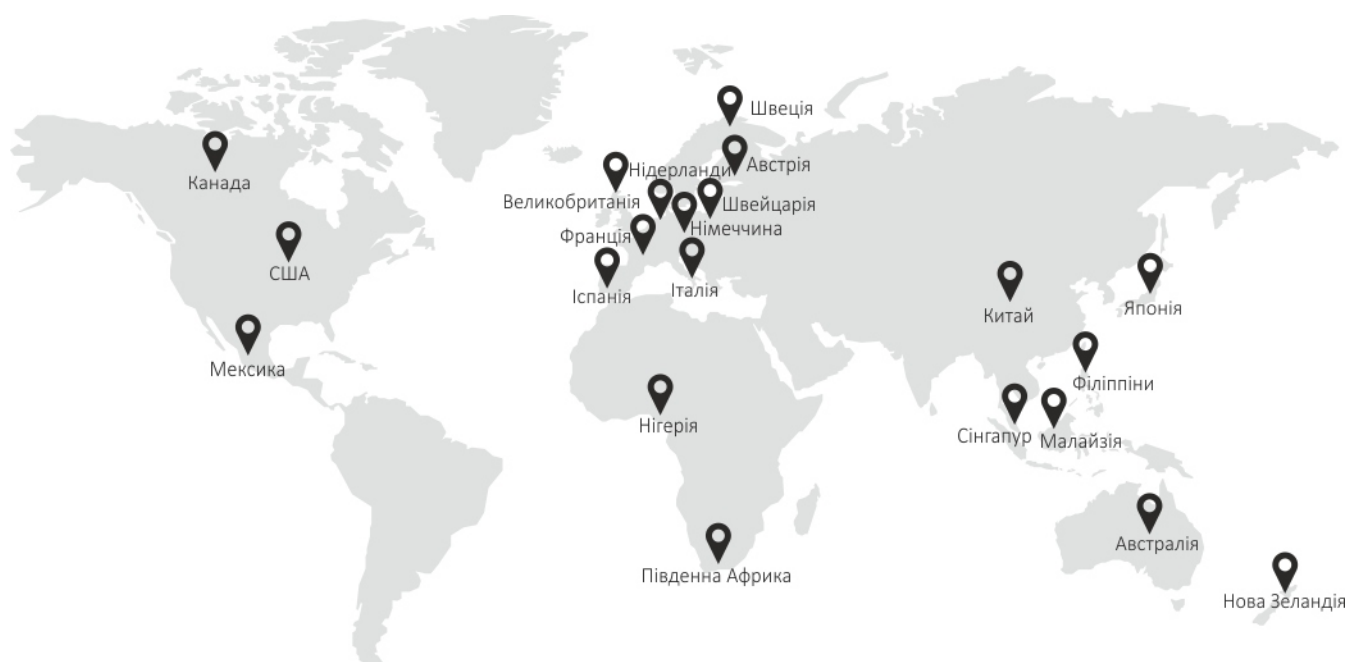 Швеція
Нідерланди
Австрія
Канада
Великобританія
Швейцарія
Франція
Німеччина
США
Італія
Іспанія
Китай
Японія
Мексика
Філіппіни
Нігерія
Сінгапур
Малайзія
Австралія
Південна Африка
Нова Зеландія